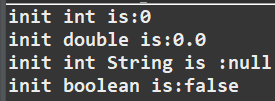 init int is:0
init double is:0.0
init int String is :null
init boolean is:false